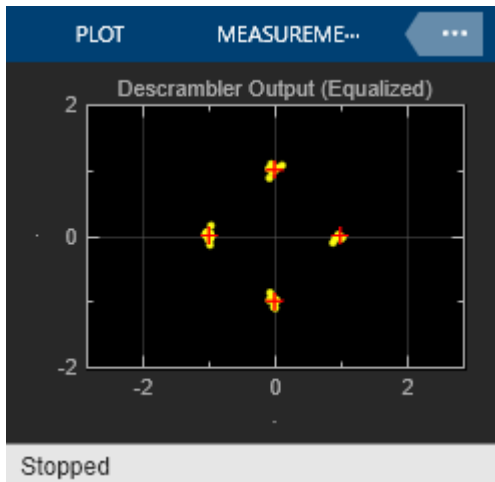 PLOT MEASUREME...
...
Descrambler Output (Equalized)
2
0
-2
-2 0 2
Stopped